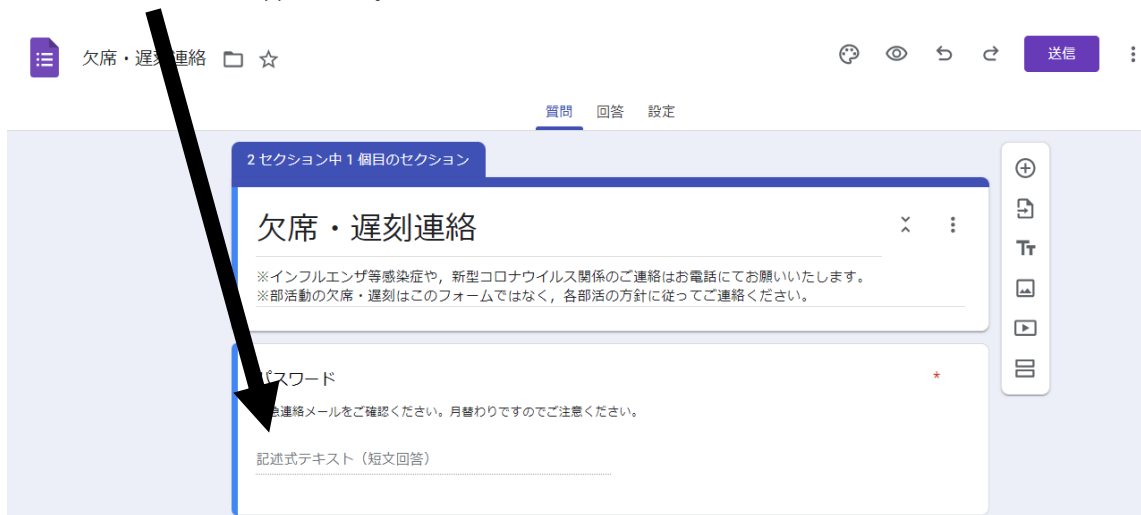 欠席・遅刻連絡
送信
質問 回答 設定
2 セクション中 1 個目のセクション
欠席・遅刻連絡
※インフルエンザ等感染症や，新型コロナウイルス関係のご連絡はお電話にてお願いいたします。
※部活動の欠席・遅刻はこのフォームではなく，各部活の方針に従ってご連絡ください。
パスワード *
急連絡メールをご確認ください。月替わりですのでご注意ください。
記述式テキスト（短文回答）